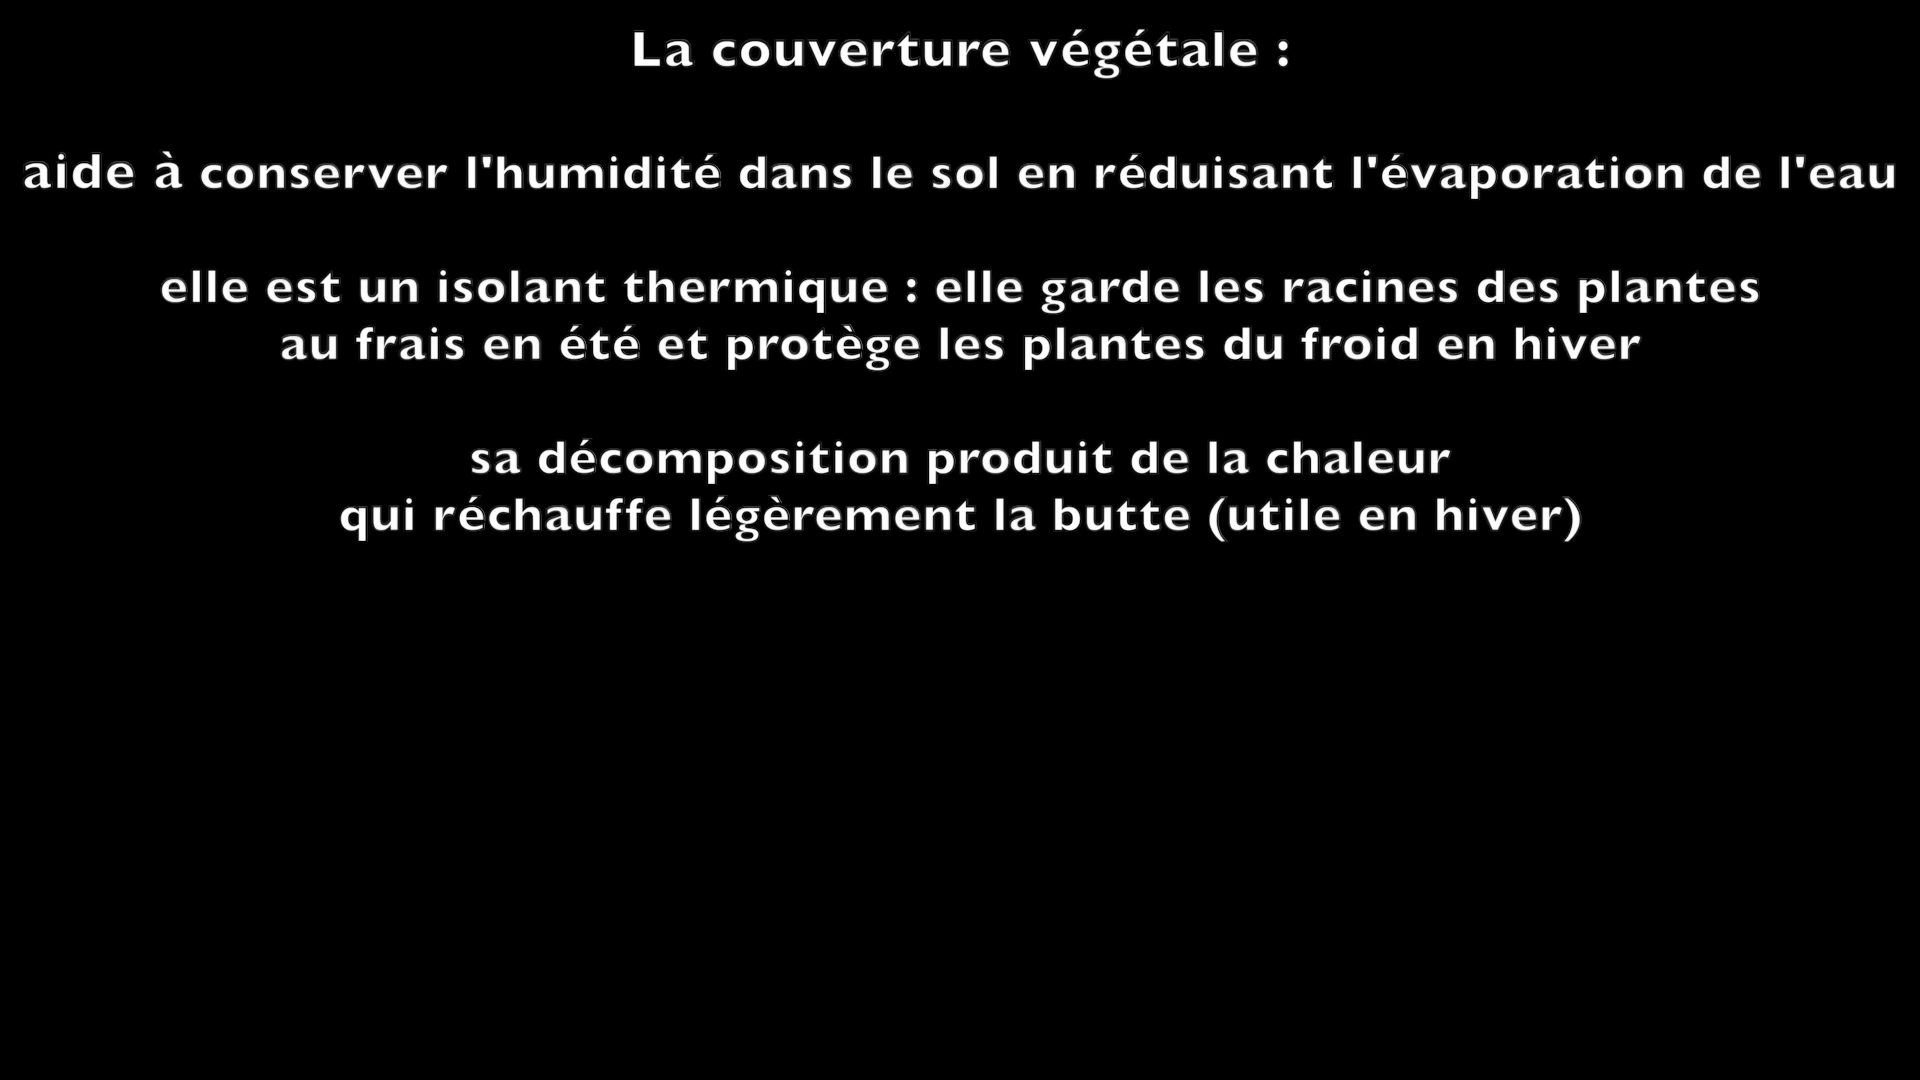 La couverture végétale :
aide à conserver l'humidité dans le sol en réduisant l'évaporation de l'eau
elle est un isolant thermique : elle garde les racines des plantes
au frais en été et protège les plantes du froid en hiver
sa décomposition produit de la chaleur
qui réchauffe légèrement la butte (utile en hiver)